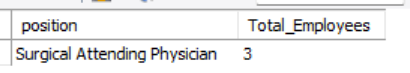 position Total_Employees
Surgical Attending Physician 3